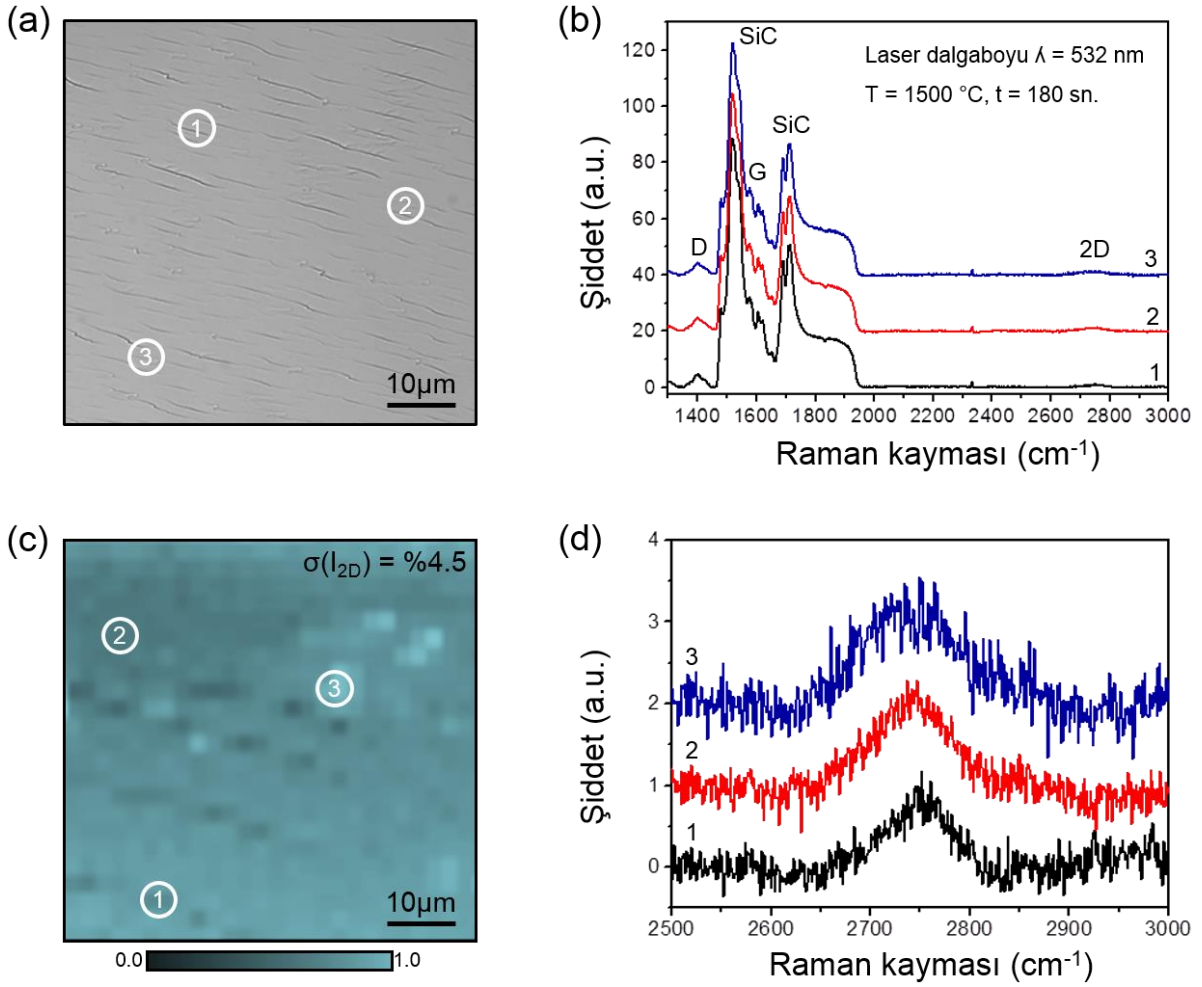 (a)
1
2
3
10μm
(b)
Şiddet (a.u.)
120
100
80
60
40
20
0
SiC
Laser dalgaboyu ʎ = 532 nm
T = 1500 °C, t = 180 sn.
SiC
G
D
2D
3
2
1
1400 1600 1800 2000 2200 2400 2600 2800 3000
Raman kayması (cm-1)
(c)
σ(I2D) = %4.5
2
3
1
10μm
0.0 1.0
(d)
Şiddet (a.u.)
4
3
2
1
0
3
2
1
2500 2600 2700 2800 2900 3000
Raman kayması (cm-1)